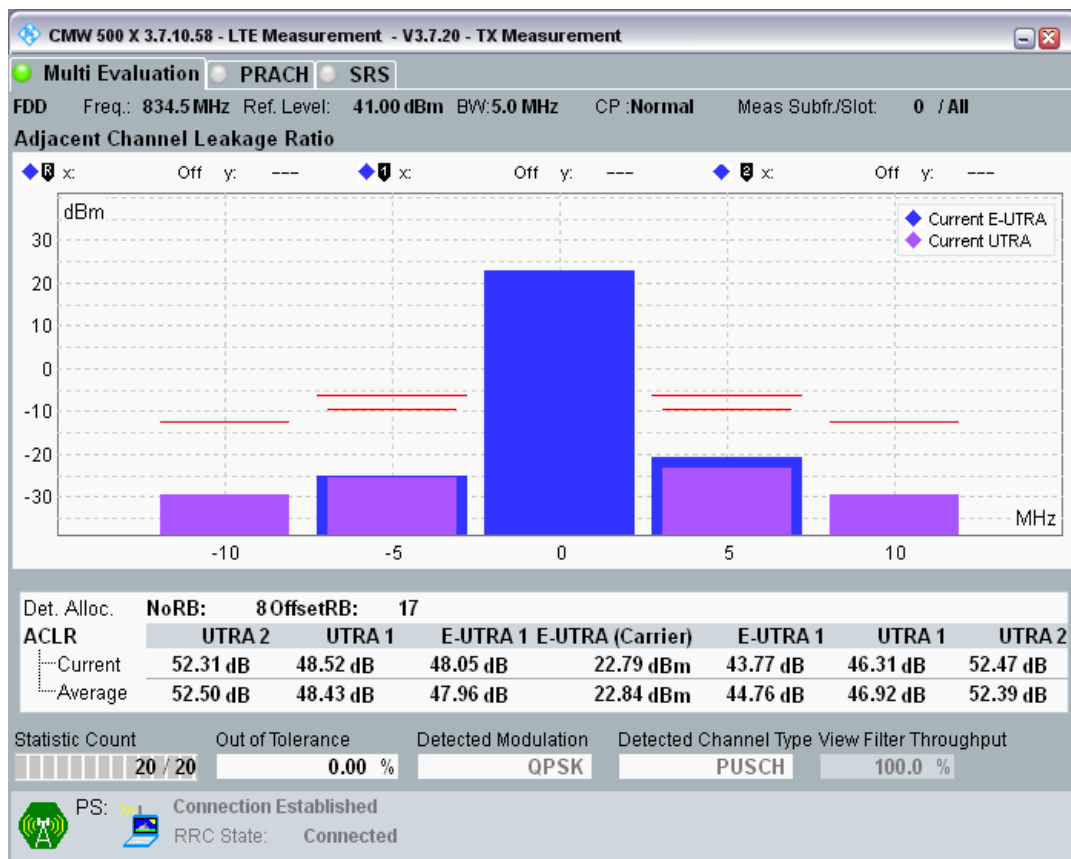 CMW 500 X 3.7.10.58 - LTE Measurement - V3.7.20 - TX Measurement
Multi Evaluation PRACH SRS
FDD Freq.: 834.5 MHz Ref. Level: 41.00 dBm BW:5.0 MHz CP :Normal Meas Subfr./Slot: 0 / All
Adjacent Channel Leakage Ratio
R x: Off y: --- 1 x: Off y: --- 2 x: Off y: ---
dBm
Current E-UTRA
Current UTRA
30
20
10
0
-10
-20
-30
MHz
-10 -5 0 5 10
Det. Alloc. NoRB: 8 OffsetRB: 17
ACLR UTRA 2 UTRA 1 E-UTRA 1 E-UTRA (Carrier) E-UTRA 1 UTRA 1 UTRA 2
Current 52.31 dB 48.52 dB 48.05 dB 22.79 dBm 43.77 dB 46.31 dB 52.47 dB
Average 52.50 dB 48.43 dB 47.96 dB 22.84 dBm 44.76 dB 46.92 dB 52.39 dB
Statistic Count Out of Tolerance Detected Modulation Detected Channel Type View Filter Throughput
20 / 20 0.00 % QPSK PUSCH 100.0 %
PS: Connection Established
RRC State: Connected